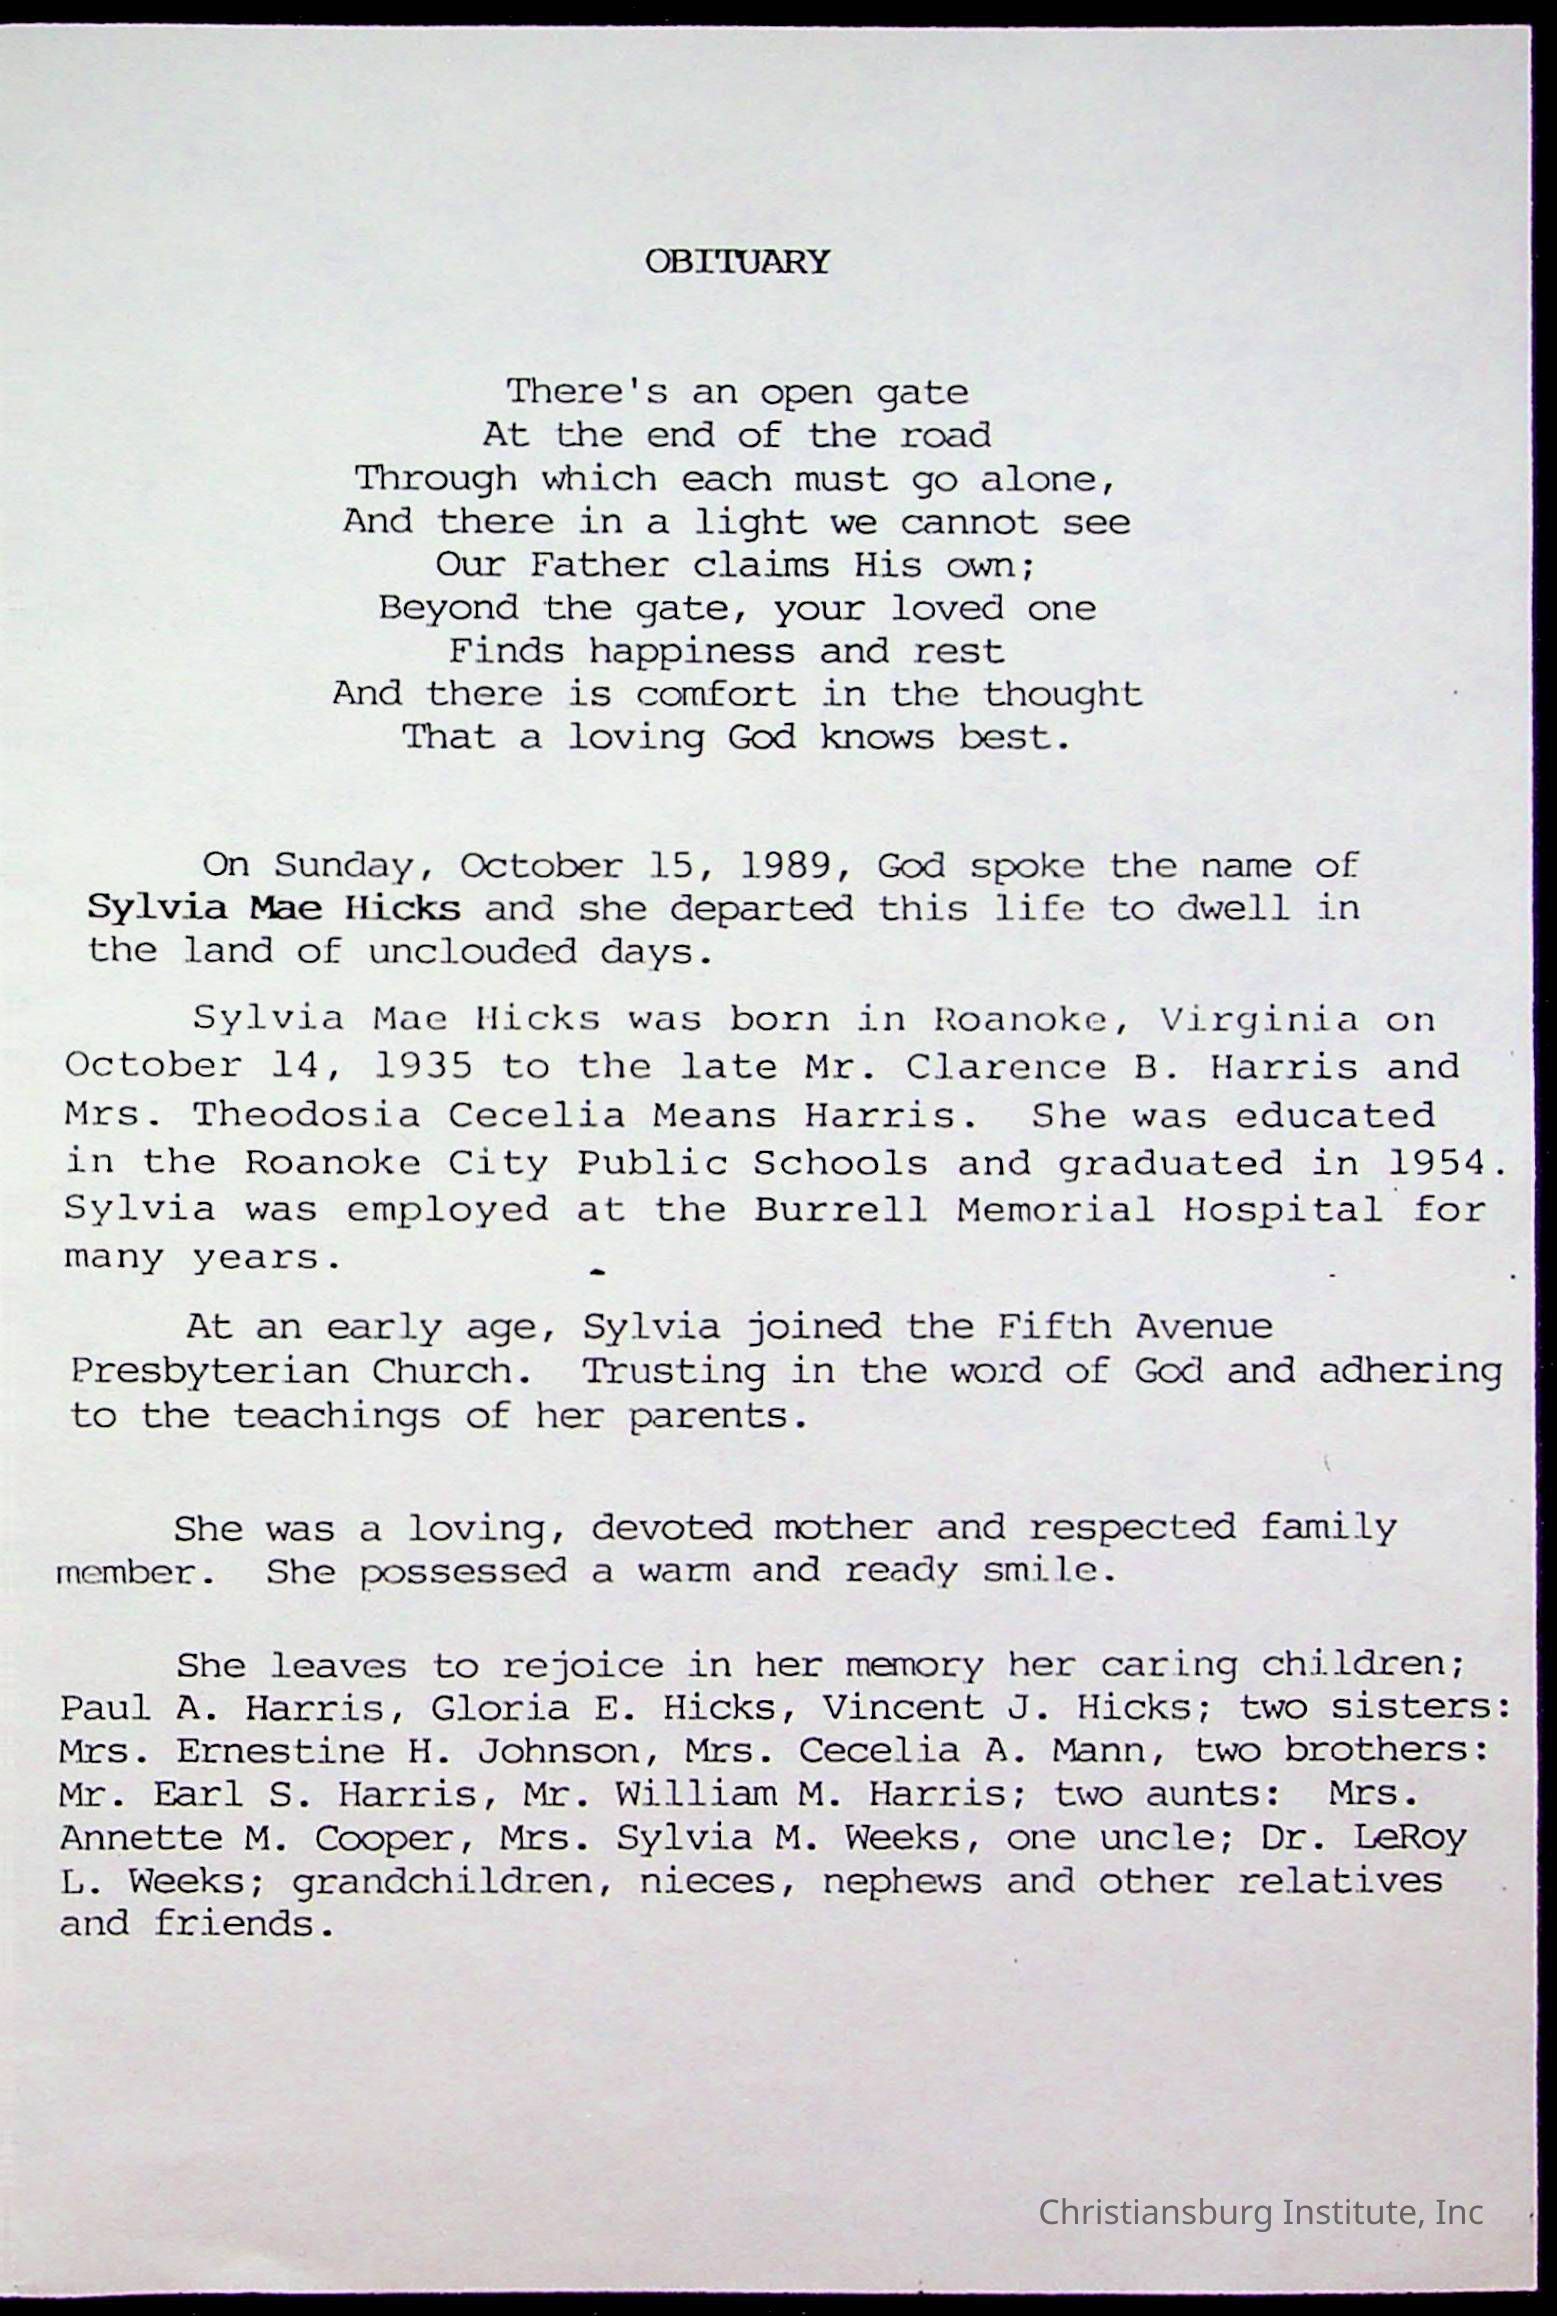 OBITUARY
There's an open gate
At the end of the road
Through which each must go alone,
And there in a light we cannot see
Our Father claims His own;
Beyond the gate, your loved one
Finds happiness and rest
And there is comfort in the thought
That a loving God knows best.
On Sunday, October 15, 1989, God spoke the name of
Sylvia Mae Hicks and she departed this life to dwell in
the land of unclouded days.
Sylvia Mae Hicks was born in Roanoke, Virginia on
October 14, 1935 to the late Mr. Clarence B. Harris and
Mrs. Theodosia Cecelia Means Harris. She was educated
in the Roanoke City Public Schools and graduated in 1954.
Sylvia was employed at the Burrell Memorial Hospital for
many years.
At an early age, Sylvia joined the Fifth Avenue
Presbyterian Church. Trusting in the word of God and adhering
to the teachings of her parents.
She was a loving, devoted mother and respected family
member. She possessed a warm and ready smile.
She leaves to rejoice in her memory her caring children;
Paul A. Harris, Gloria E. Hicks, Vincent J. Hicks; two sisters:
Mrs. Ernestine H. Johnson, Mrs. Cecelia A. Mann, two brothers:
Mr. Earl S. Harris, Mr. William M. Harris; two aunts: Mrs.
Annette M. Cooper, Mrs. Sylvia M. Weeks, one uncle; Dr. LeRoy
L. Weeks; grandchildren, nieces, nephews and other relatives
and friends.
Christiansburg Institute, Inc